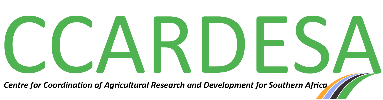 CCARDESA
Centre for Coordination of Agricultural Research and Development for Southern Africa